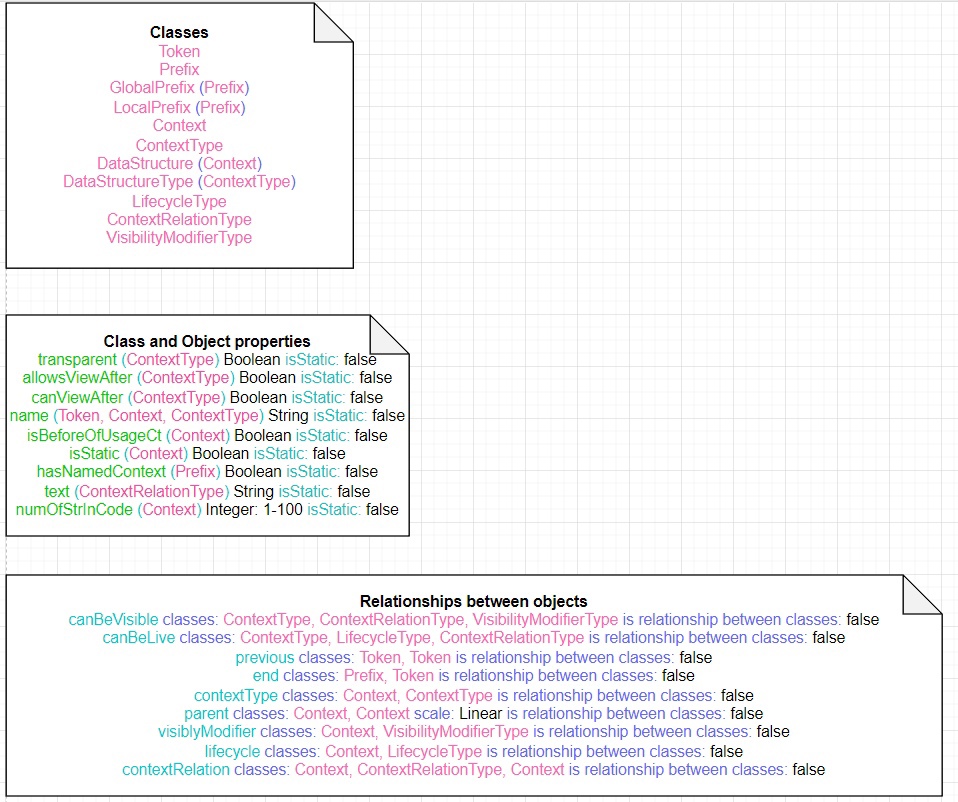 Classes
Token
Prefix
GlobalPrefix (Prefix)
LocalPrefix (Prefix)
Context
ContextType
DataStructure (Context)
DataStructureType (ContextType)
LifecycleType
ContextRelationType
VisibilityModifierType
Class and Object properties
transparent (ContextType) Boolean isStatic: false
allowsViewAfter (ContextType) Boolean isStatic: false
canViewAfter (ContextType) Boolean isStatic: false
name (Token, Context, ContextType) String isStatic: false
isBeforeOfUsageCt (Context) Boolean isStatic: false
isStatic (Context) Boolean isStatic: false
hasNamedContext (Prefix) Boolean isStatic: false
text (ContextRelationType) String isStatic: false
numOfStrInCode (Context) Integer: 1-100 isStatic: false
Relationships between objects
canBeVisible classes: ContextType, ContextRelationType, VisibilityModifierType is relationship between classes: false
canBeLive classes: ContextType, LifecycleType, ContextRelationType is relationship between classes: false
previous classes: Token, Token is relationship between classes: false
end classes: Prefix, Token is relationship between classes: false
contextType classes: Context, ContextType is relationship between classes: false
parent classes: Context, Context scale: Linear is relationship between classes: false
visiblyModifier classes: Context, VisibilityModifierType is relationship between classes: false
lifecycle classes: Context, LifecycleType is relationship between classes: false
contextRelation classes: Context, ContextRelationType, Context is relationship between classes: false